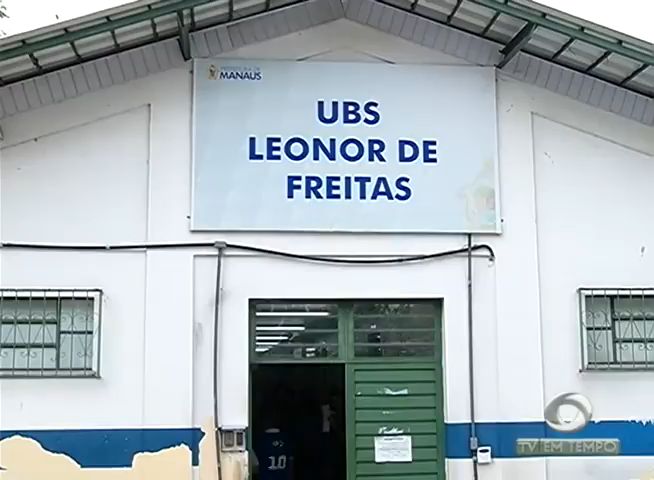 PREFEITURA DE
MANAUS
UBS
LEONOR DE
FREITAS
10
TV EM TEMPO